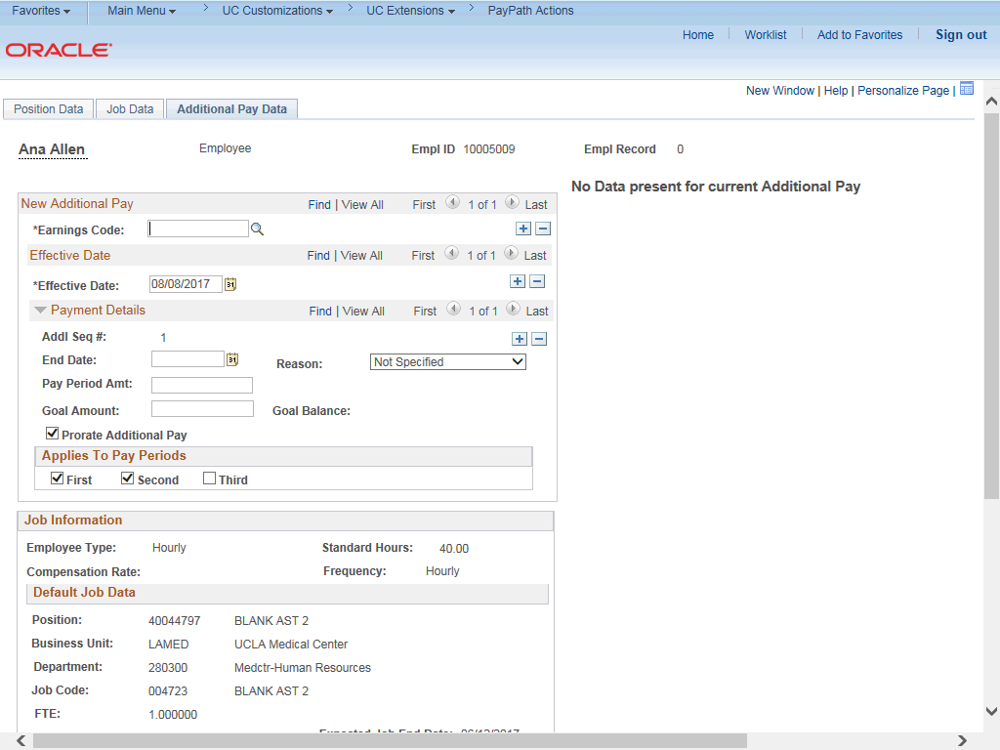 Favorites Main Menu > UC Customizations > UC Extensions > PayPath Actions
Home Worklist Add to Favorites Sign out
ORACLE
New Window | Help | Personalize Page |
Position Data Job Data Additional Pay Data
Ana Allen Employee Empl ID 10005009 Empl Record 0
No Data present for current Additional Pay
New Additional Pay Find | View All First 1 of 1 Last
*Earnings Code:
Effective Date Find | View All First 1 of 1 Last
*Effective Date: 08/08/2017 31
Payment Details Find | View All First 1 of 1 Last
Addl Seq #: 1
End Date: 31 Reason: Not Specified
Pay Period Amt:
Goal Amount: Goal Balance:
Prorate Additional Pay
Applies To Pay Periods
First Second Third
Job Information
Employee Type: Hourly Standard Hours: 40.00
Compensation Rate: Frequency: Hourly
Default Job Data
Position: 40044797 BLANK AST 2
Business Unit: LAMED UCLA Medical Center
Department: 280300 Medctr-Human Resources
Job Code: 004723 BLANK AST 2
FTE: 1.000000
Expected Job End Date: